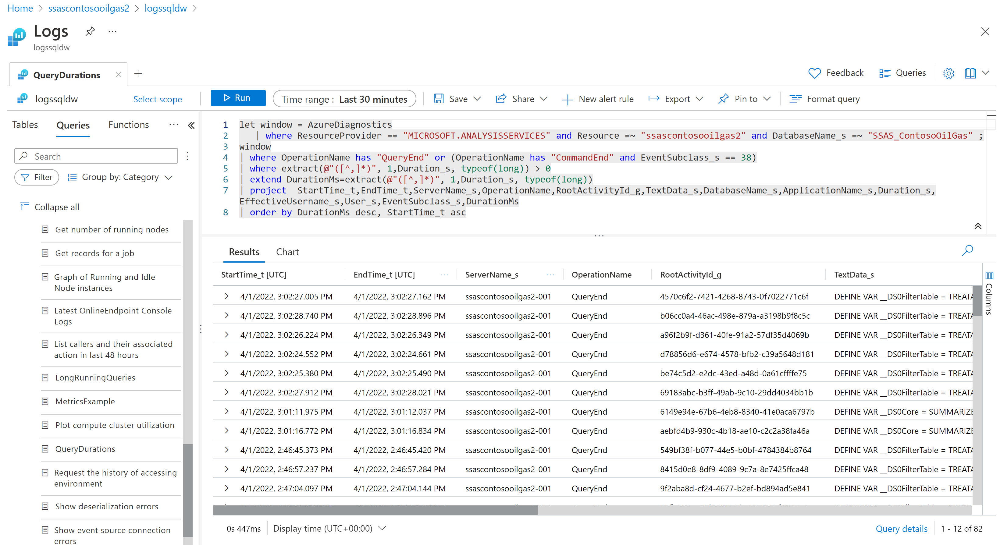 Home > ssascontosooilgas2 > logssqldw >
Logs
logssqldw
QueryDurations
Feedback
Queries
logssqldw
Select scope
Run
Time range : Last 30 minutes
Save
Share
New alert rule
Export
Pin to
Format query
Tables
Queries
Functions
Search
Filter
Group by: Category
Collapse all
Get number of running nodes
Get records for a job
Graph of Running and Idle
Node instances
Latest OnlineEndpoint Console
Logs
List callers and their associated
action in last 48 hours
LongRunningQueries
MetricsExample
Plot compute cluster utilization
QueryDurations
Request the history of accessing
environment
Show deserialization errors
Show event source connection
errors
1 let window = AzureDiagnostics
2 | where ResourceProvider == "MICROSOFT.ANALYSISSERVICES" and Resource =~ "ssascontosooilgas2" and DatabaseName_s =~ "SSAS_ContosoOilGas" ;
3 window
4 | where OperationName has "QueryEnd" or (OperationName has "CommandEnd" and EventSubclass_s == 38)
5 | where extract(@"([^,]*)", 1,Duration_s, typeof(long)) > 0
6 | extend DurationMs=extract(@"([^,]*)", 1,Duration_s, typeof(long))
7 | project StartTime_t,EndTime_t,ServerName_s,OperationName,RootActivityId_g,TextData_s,DatabaseName_s,ApplicationName_s,Duration_s,
EffectiveUsername_s,User_s,EventSubclass_s,DurationMs
8 | order by DurationMs desc, StartTime_t asc
Results
Chart
StartTime_t [UTC] EndTime_t [UTC] ServerName_s OperationName RootActivityId_g TextData_s
4/1/2022, 3:02:27.005 PM 4/1/2022, 3:02:27.162 PM ssascontosooilgas2-001 QueryEnd 4570c6f2-7421-4268-8743-0f7022771c6f DEFINE VAR __DS0FilterTable = TREATA
4/1/2022, 3:02:28.740 PM 4/1/2022, 3:02:28.896 PM ssascontosooilgas2-001 QueryEnd b06cc0a4-46ac-498e-879a-a3198b9f8c5c DEFINE VAR __DS0FilterTable = TREATA
4/1/2022, 3:02:26.224 PM 4/1/2022, 3:02:26.349 PM ssascontosooilgas2-001 QueryEnd a96f2b9f-d361-40fe-91a2-57df35d4069b DEFINE VAR __DS0FilterTable = TREATA
4/1/2022, 3:02:24.552 PM 4/1/2022, 3:02:24.661 PM ssascontosooilgas2-001 QueryEnd d78856d6-e674-4578-bfb2-c39a5648d181 DEFINE VAR __DS0FilterTable = TREATA
4/1/2022, 3:02:25.380 PM 4/1/2022, 3:02:25.490 PM ssascontosooilgas2-001 QueryEnd be74c5d2-e2dc-43ed-a48d-0a61cffffe75 DEFINE VAR __DS0FilterTable = TREATA
4/1/2022, 3:02:27.912 PM 4/1/2022, 3:02:28.021 PM ssascontosooilgas2-001 QueryEnd 69183abc-b3ff-49ab-9c10-29dd4034bb1b DEFINE VAR __DS0FilterTable = TREATA
4/1/2022, 3:01:11.975 PM 4/1/2022, 3:01:12.037 PM ssascontosooilgas2-001 QueryEnd 6149e94e-67b6-4eb8-8340-41e0aca6797b DEFINE VAR __DS0Core = SUMMARIZE
4/1/2022, 3:01:16.772 PM 4/1/2022, 3:01:16.834 PM ssascontosooilgas2-001 QueryEnd aebfd4b9-930c-4b18-ae10-c2c2a38fa46a DEFINE VAR __DS0Core = SUMMARIZE
4/1/2022, 2:46:45.373 PM 4/1/2022, 2:46:45.420 PM ssascontosooilgas2-001 QueryEnd 549bf38f-b077-44e5-b0bf-4784384b8764 DEFINE VAR __DS0FilterTable = TREATA
4/1/2022, 2:46:57.237 PM 4/1/2022, 2:46:57.284 PM ssascontosooilgas2-001 QueryEnd 8415d0e8-8df9-4089-9c7a-8e7425ffca48 DEFINE VAR __DS0FilterTable = TREATA
4/1/2022, 2:47:04.097 PM 4/1/2022, 2:47:04.144 PM ssascontosooilgas2-001 QueryEnd 9f2aba8d-cf24-4677-b2ef-bd894ad5e841 DEFINE VAR __DS0FilterTable = TREATA
Columns
0s 447ms
Display time (UTC+00:00)
Query details
1 - 12 of 82